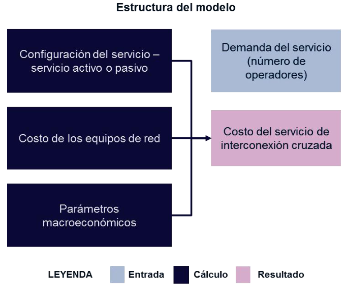 Estructura del modelo
Configuración del servicio –
servicio activo o pasivo
Demanda del servicio
(número de
operadores)
Costo de los equipos de red
Costo del servicio de
interconexión cruzada
Parámetros
macroeconómicos
LEYENDA
Entrada
Cálculo
Resultado